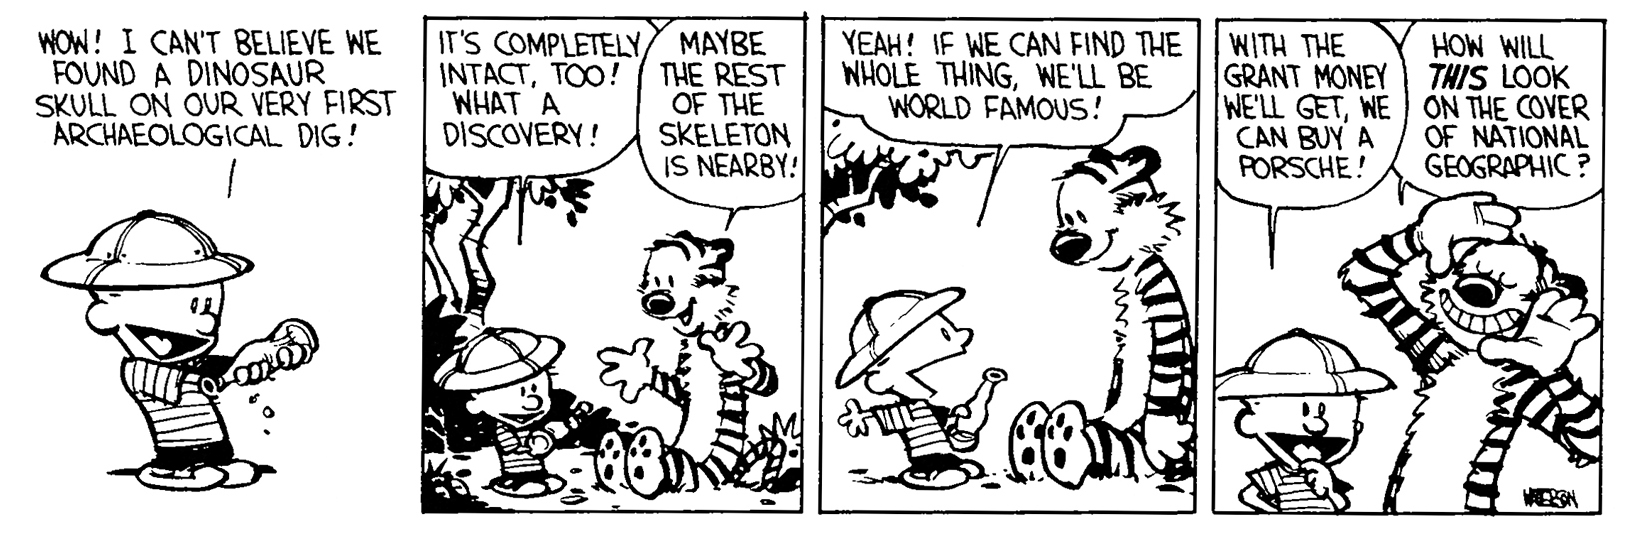 WOW! I CAN'T BELIEVE WE
FOUND A DINOSAUR
SKULL ON OUR VERY FIRST
ARCHAEOLOGICAL DIG!
IT'S COMPLETELY
INTACT, TOO!
WHAT A
DISCOVERY!
MAYBE
THE REST
OF THE
SKELETON
IS NEARBY!
YEAH! IF WE CAN FIND THE
WHOLE THING, WE'LL BE
WORLD FAMOUS!
WITH THE
GRANT MONEY
WE'LL GET, WE
CAN BUY A
PORSCHE!
HOW WILL
THIS LOOK
ON THE COVER
OF NATIONAL
GEOGRAPHIC?
WATTERSON